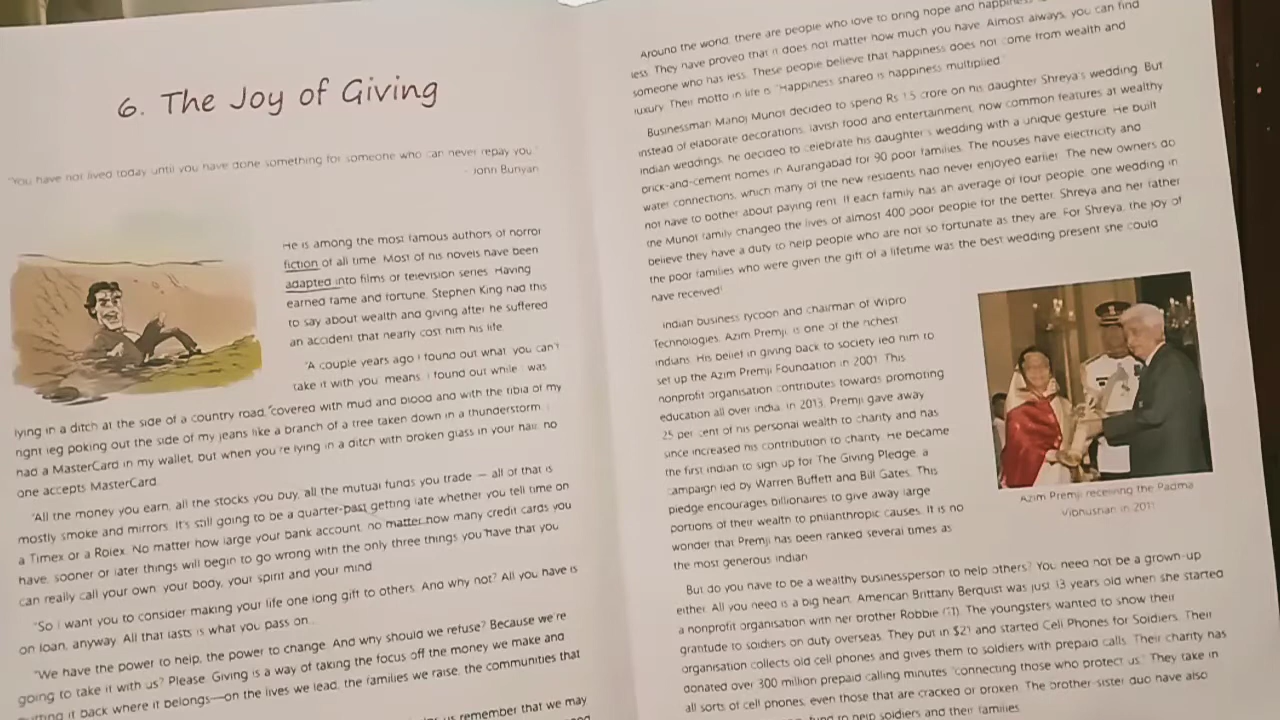 6. The Joy of Giving
"You have not lived today until you have done something for someone who can never repay you."
- John Bunyan
He is among the most famous authors of horror
fiction of all time. Most of his novels have been
adapted into films or television series. Having
earned fame and fortune, Stephen King had this
to say about wealth and giving after he suffered
an accident that nearly cost him his life.
"A couple years ago I found out what 'you can't
take it with you' means. I found out while I was
lying in a ditch at the side of a country road, covered with mud and blood and with the tibia of my
right leg poking out the side of my jeans like a branch of a tree taken down in a thunderstorm. I
had a MasterCard in my wallet, but when you're lying in a ditch with broken glass in your hair, no
one accepts MasterCard.
"All the money you earn, all the stocks you buy, all the mutual funds you trade — all of that is
mostly smoke and mirrors. It's still going to be a quarter-past getting late whether you tell time on
a Timex or a Rolex. No matter how large your bank account, no matter how many credit cards you
have, sooner or later things will begin to go wrong with the only three things you have that you
can really call your own: your body, your spirit and your mind.
"So I want you to consider making your life one long gift to others. And why not? All you have is
on loan, anyway. All that lasts is what you pass on...
"We have the power to help, the power to change. And why should we refuse? Because we're
going to take it with us? Please. Giving is a way of taking the focus off the money we make and
putting it back where it belongs—on the lives we lead, the families we raise, the communities that
us remember that we may
Around the world, there are people who love to bring hope and happiness
less. They have proved that it does not matter how much you have. Almost always, you can find
someone who has less. These people believe that happiness does not come from wealth and
luxury. Their motto in life is "Happiness shared is happiness multiplied."
Businessman Manoj Munot decided to spend Rs 1.5 crore on his daughter Shreya's wedding. But
instead of elaborate decorations, lavish food and entertainment, now common features at wealthy
Indian weddings, he decided to celebrate his daughter's wedding with a unique gesture. He built
brick-and-cement homes in Aurangabad for 90 poor families. The houses have electricity and
water connections, which many of the new residents had never enjoyed earlier. The new owners do
not have to bother about paying rent. If each family has an average of four people, one wedding in
the Munot family changed the lives of almost 400 poor people for the better. Shreya and her father
believe they have a duty to help people who are not so fortunate as they are. For Shreya, the joy of
the poor families who were given the gift of a lifetime was the best wedding present she could
have received!
Indian business tycoon and chairman of Wipro
Technologies, Azim Premji, is one of the richest
Indians. His belief in giving back to society led him to
set up the Azim Premji Foundation in 2001. This
nonprofit organisation contributes towards promoting
education all over India. In 2013, Premji gave away
25 per cent of his personal wealth to charity and has
since increased his contribution to charity. He became
the first Indian to sign up for The Giving Pledge, a
campaign led by Warren Buffett and Bill Gates. This
pledge encourages billionaires to give away large
portions of their wealth to philanthropic causes. It is no
wonder that Premji has been ranked several times as
the most generous Indian.
Azim Premji receiving the Padma
Vibhushan in 2011
But do you have to be a wealthy businessperson to help others? You need not be a grown-up
either. All you need is a big heart. American Brittany Berquist was just 13 years old when she started
a nonprofit organisation with her brother Robbie (11). The youngsters wanted to show their
gratitude to soldiers on duty overseas. They put in $21 and started Cell Phones for Soldiers. Their
organisation collects old cell phones and gives them to soldiers with prepaid calls. Their charity has
donated over 300 million prepaid calling minutes "connecting those who protect us." They take in
all sorts of cell phones, even those that are cracked or broken. The brother-sister duo have also
fund to help soldiers and their families.